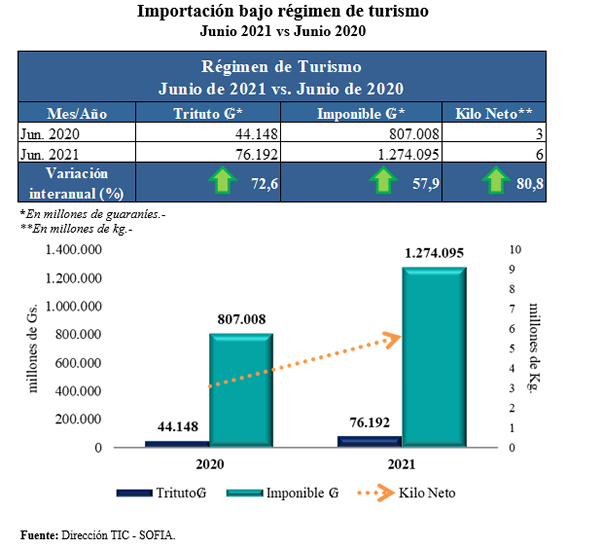 Importación bajo régimen de turismo
Junio 2021 vs Junio 2020
Régimen de Turismo
Junio de 2021 vs. Junio de 2020
Mes/Año Trituto G* Imponible G* Kilo Neto**
Jun. 2020 44.148 807.008 3
Jun. 2021 76.192 1.274.095 6
Variación
interanual (%) 72,6 57,9 80,8
*En millones de guaraníes.-
**En millones de kg.-
1.400.000
1.200.000
1.000.000
800.000
600.000
400.000
200.000
0
millones de Gs.
807.008
44.148
1.274.095
76.192
10
9
8
7
6
5
4
3
2
1
0
millones de Kg.
2020 2021
TritutoG Imponible G Kilo Neto
Fuente: Dirección TIC - SOFIA.